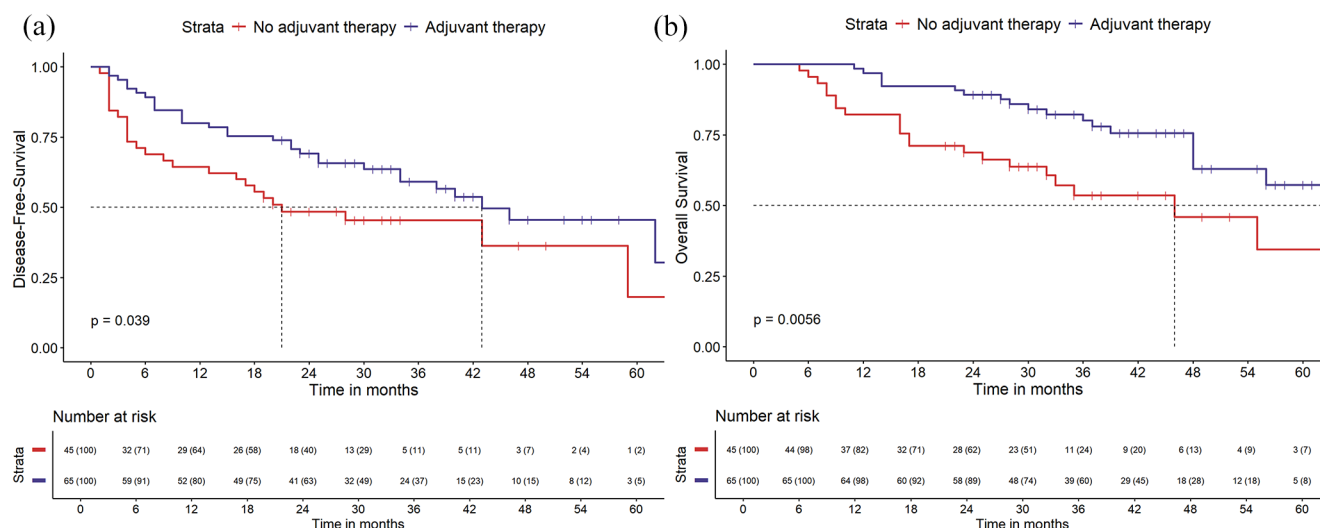 (a)
Strata No adjuvant therapy Adjuvant therapy
Disease-Free-Survival
1.00
0.75
0.50
0.25
0.00
p = 0.039
0 6 12 18 24 30 36 42 48 54 60
Time in months
Number at risk
Strata
45 (100) 32 (71) 29 (64) 26 (58) 18 (40) 13 (29) 5 (11) 5 (11) 3 (7) 2 (4) 1 (2)
65 (100) 59 (91) 52 (80) 49 (75) 41 (63) 32 (49) 24 (37) 15 (23) 10 (15) 8 (12) 3 (5)
0 6 12 18 24 30 36 42 48 54 60
Time in months
(b)
Strata No adjuvant therapy Adjuvant therapy
Overall Survival
1.00
0.75
0.50
0.25
0.00
p = 0.0056
0 6 12 18 24 30 36 42 48 54 60
Time in months
Number at risk
Strata
45 (100) 44 (98) 37 (82) 32 (71) 28 (62) 23 (51) 11 (24) 9 (20) 6 (13) 4 (9) 3 (7)
65 (100) 65 (100) 64 (98) 60 (92) 58 (89) 48 (74) 39 (60) 29 (45) 18 (28) 12 (18) 5 (8)
0 6 12 18 24 30 36 42 48 54 60
Time in months